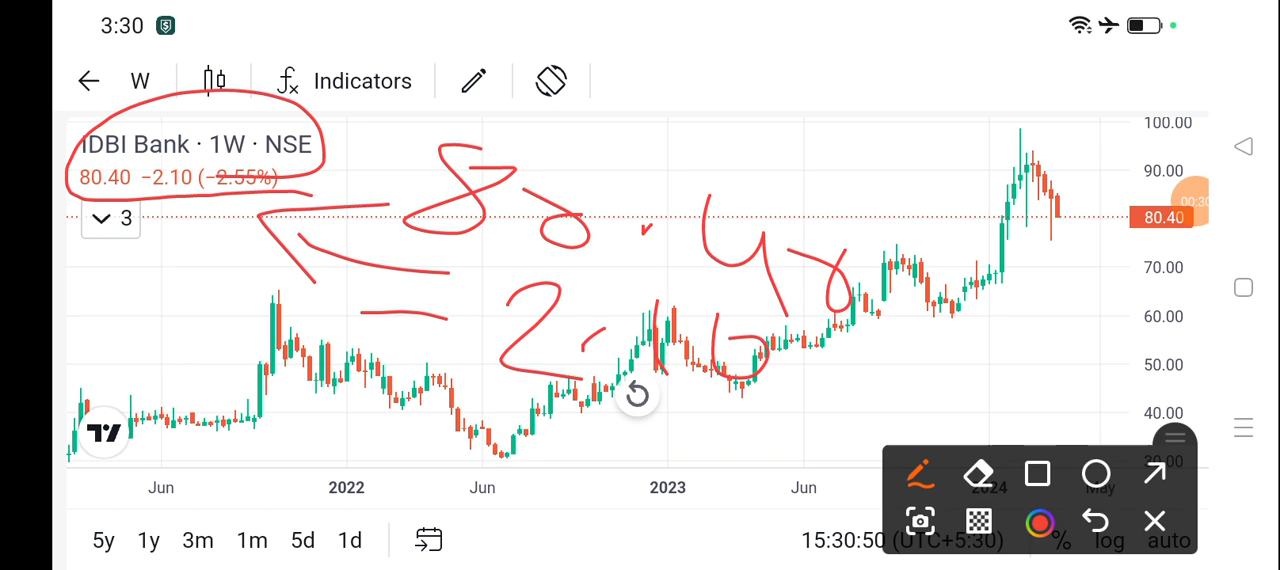 3:30
W Indicators
IDBI Bank · 1W · NSE
80.40 −2.10 (−2.55%)
3
100.00
90.00
00:30
80.40
70.00
60.00
50.00
40.00
30.00
Jun 2022 Jun 2023 Jun 2024 May
5y 1y 3m 1m 5d 1d 15:30:50 (UTC+5:30) % log auto